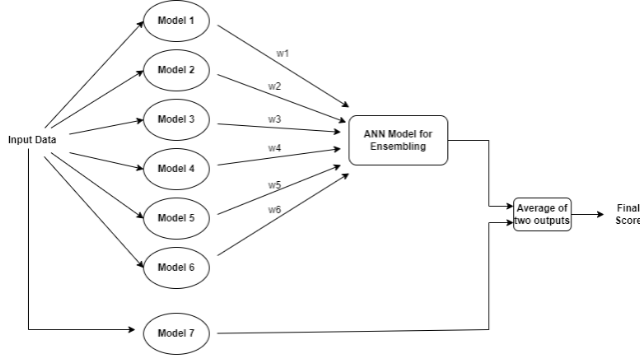 Model 1
w1
Model 2
w2
Model 3
w3
ANN Model for
Ensembling
Input Data
Model 4
w4
Model 5
w5
w6
Average of
two outputs
Final
Score
Model 6
Model 7